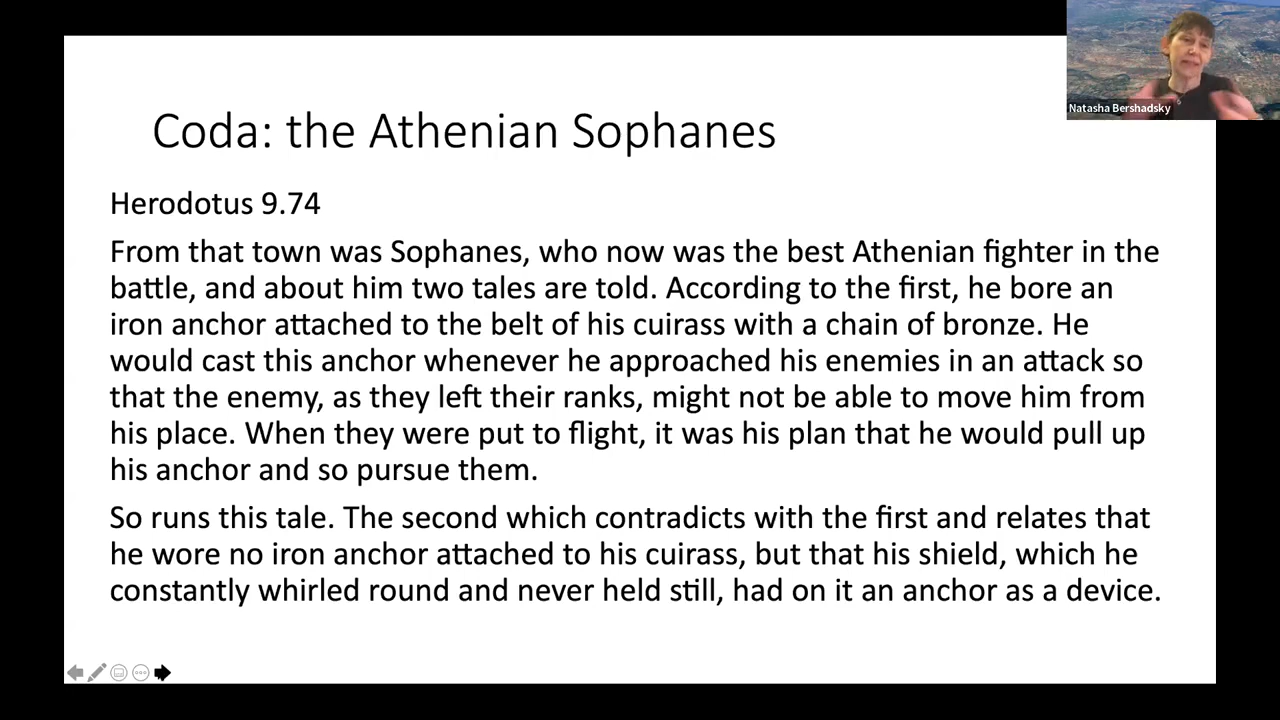 Natasha Bershadsky
Coda: the Athenian Sophanes
Herodotus 9.74
From that town was Sophanes, who now was the best Athenian fighter in the
battle, and about him two tales are told. According to the first, he bore an
iron anchor attached to the belt of his cuirass with a chain of bronze. He
would cast this anchor whenever he approached his enemies in an attack so
that the enemy, as they left their ranks, might not be able to move him from
his place. When they were put to flight, it was his plan that he would pull up
his anchor and so pursue them.
So runs this tale. The second which contradicts with the first and relates that
he wore no iron anchor attached to his cuirass, but that his shield, which he
constantly whirled round and never held still, had on it an anchor as a device.